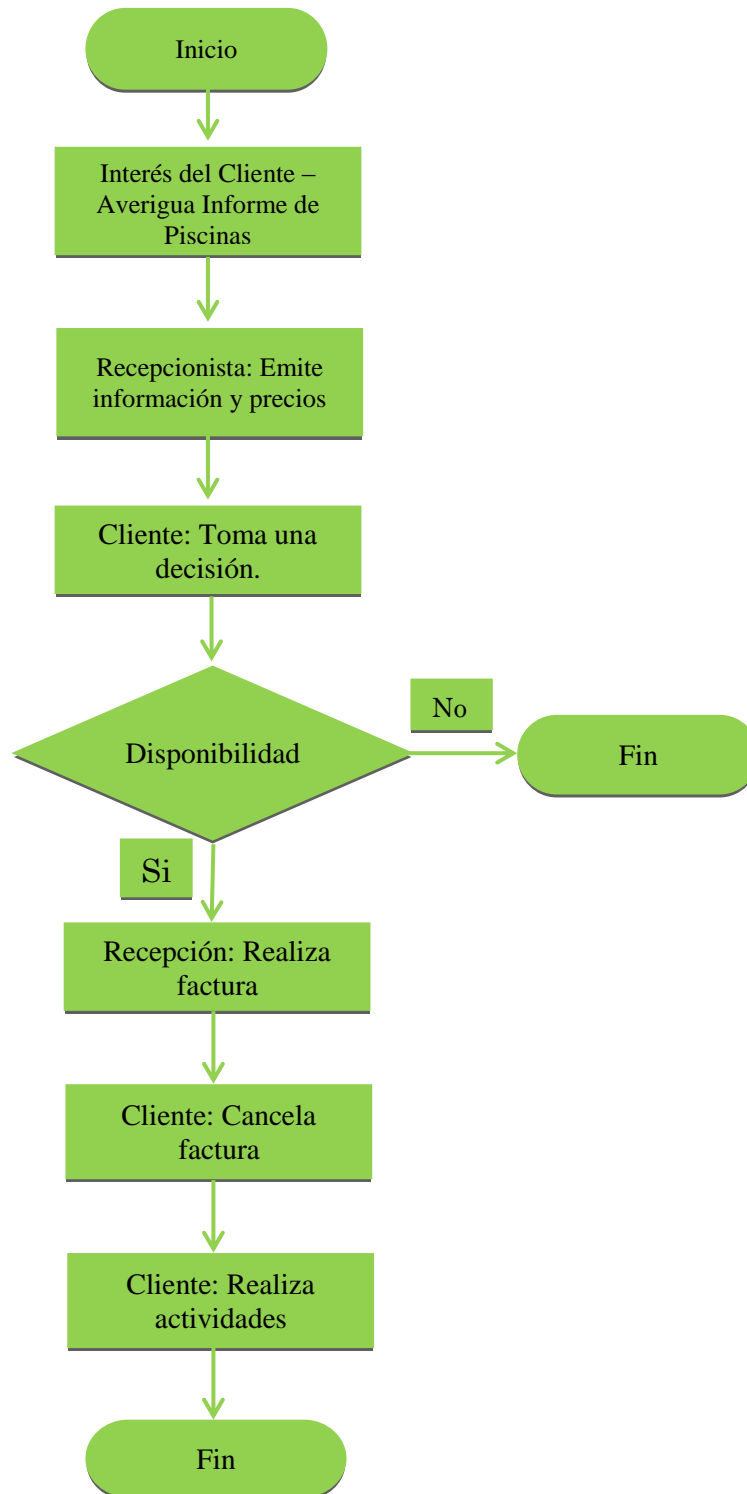 Inicio
Interés del Cliente –
Averigua Informe de
Piscinas
Recepcionista: Emite
información y precios
Cliente: Toma una
decisión.
Disponibilidad
No
Fin
Si
Recepción: Realiza
factura
Cliente: Cancela
factura
Cliente: Realiza
actividades
Fin